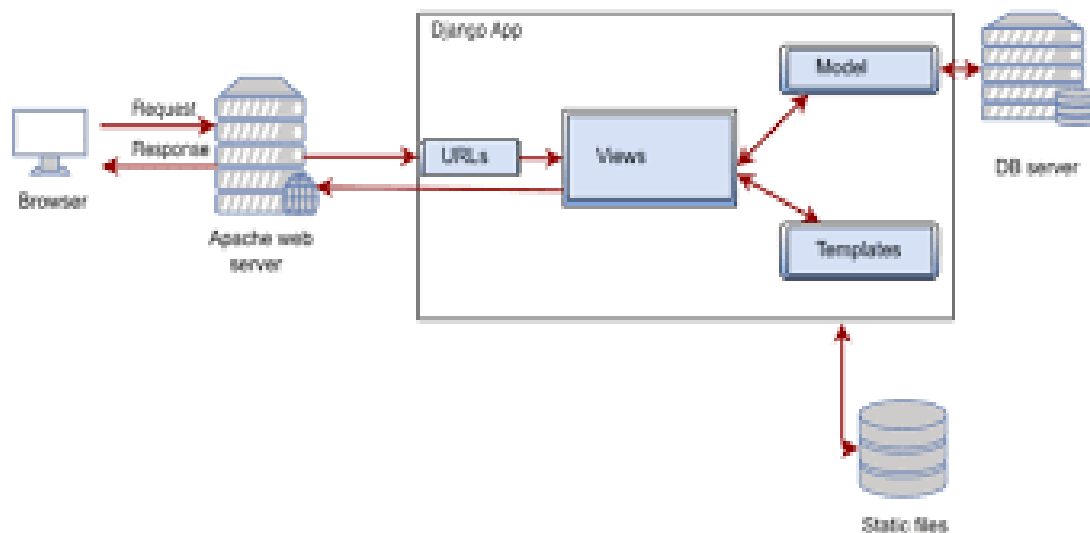 Django App
Model
Request
Response
URLs
Views
DB server
Browser
Apache web
server
Templates
Static files